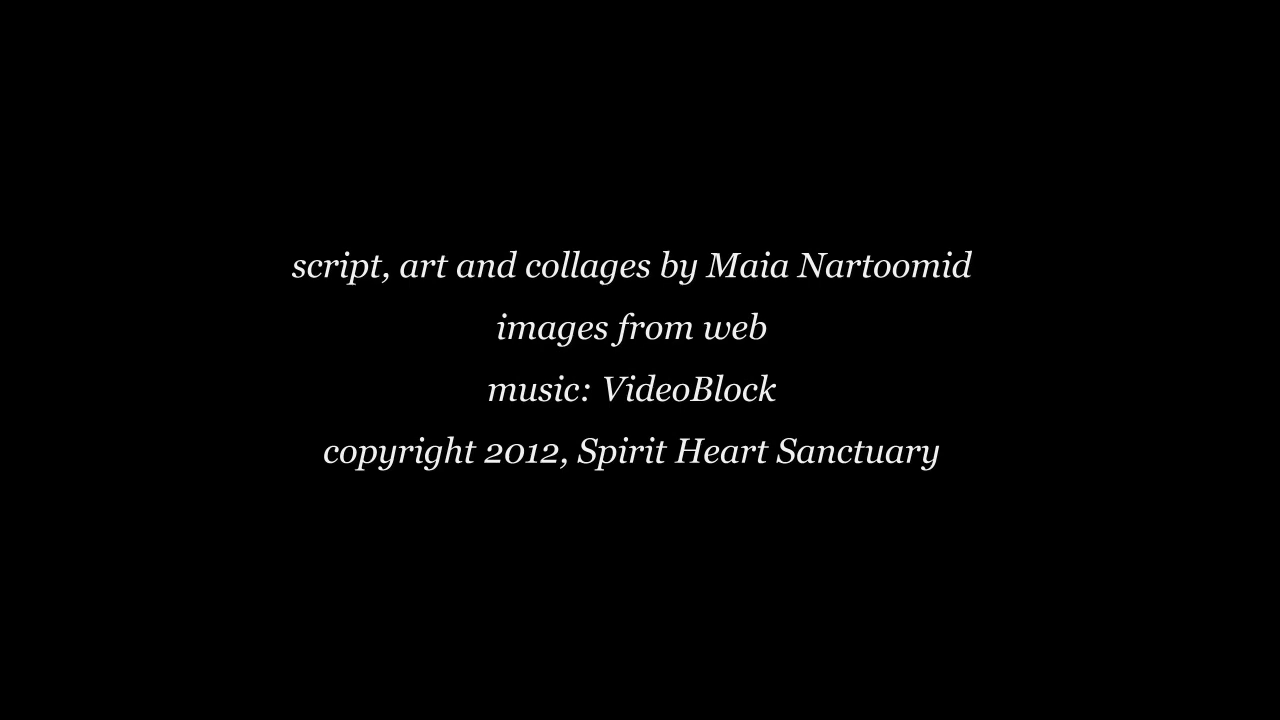 script, art and collages by Maia Nartoomid
images from web
music: VideoBlock
copyright 2012, Spirit Heart Sanctuary